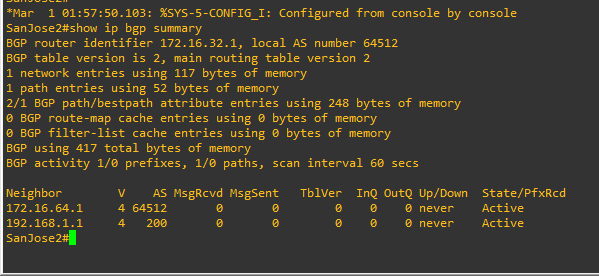 *Mar  1 01:57:50.103: %SYS-5-CONFIG_I: Configured from console by console
SanJose2#show ip bgp summary
BGP router identifier 172.16.32.1, local AS number 64512
BGP table version is 2, main routing table version 2
1 network entries using 117 bytes of memory
1 path entries using 52 bytes of memory
2/1 BGP path/bestpath attribute entries using 248 bytes of memory
0 BGP route-map cache entries using 0 bytes of memory
0 BGP filter-list cache entries using 0 bytes of memory
BGP using 417 total bytes of memory
BGP activity 1/0 prefixes, 1/0 paths, scan interval 60 secs
Neighbor        V    AS MsgRcvd MsgSent   TblVer  InQ OutQ Up/Down  State/PfxRcd
172.16.64.1     4 64512       0       0        0    0    0 never    Active
192.168.1.1     4   200       0       0        0    0    0 never    Active
SanJose2#